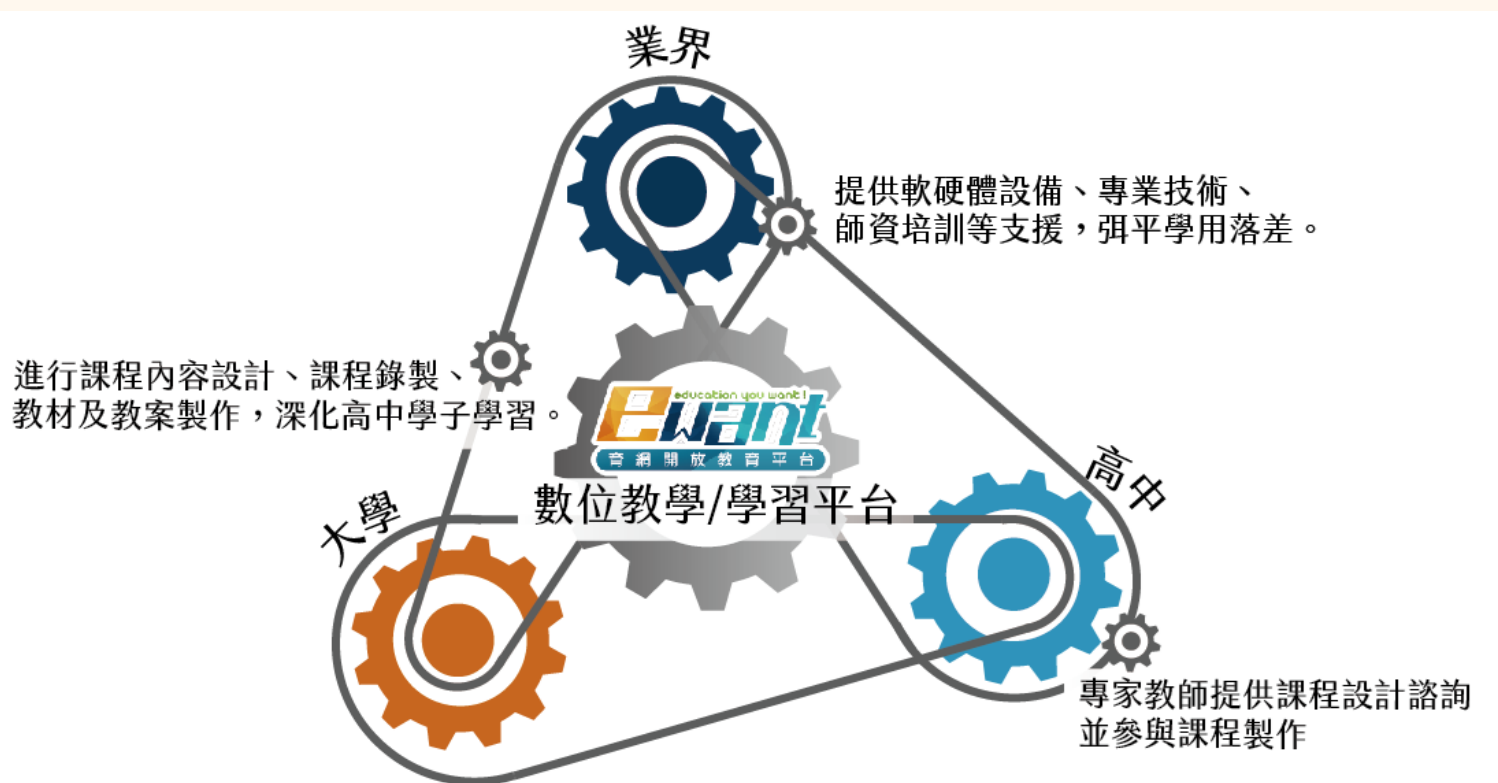 業界
提供軟硬體設備、專業技術、
師資培訓等支援，弭平學用落差。
進行課程內容設計、課程錄製、
教材及教案製作，深化高中學子學習。
education you want!
ewant
育網開放教育平台
數位教學/學習平台
大學
高中
專家教師提供課程設計諮詢
並參與課程製作